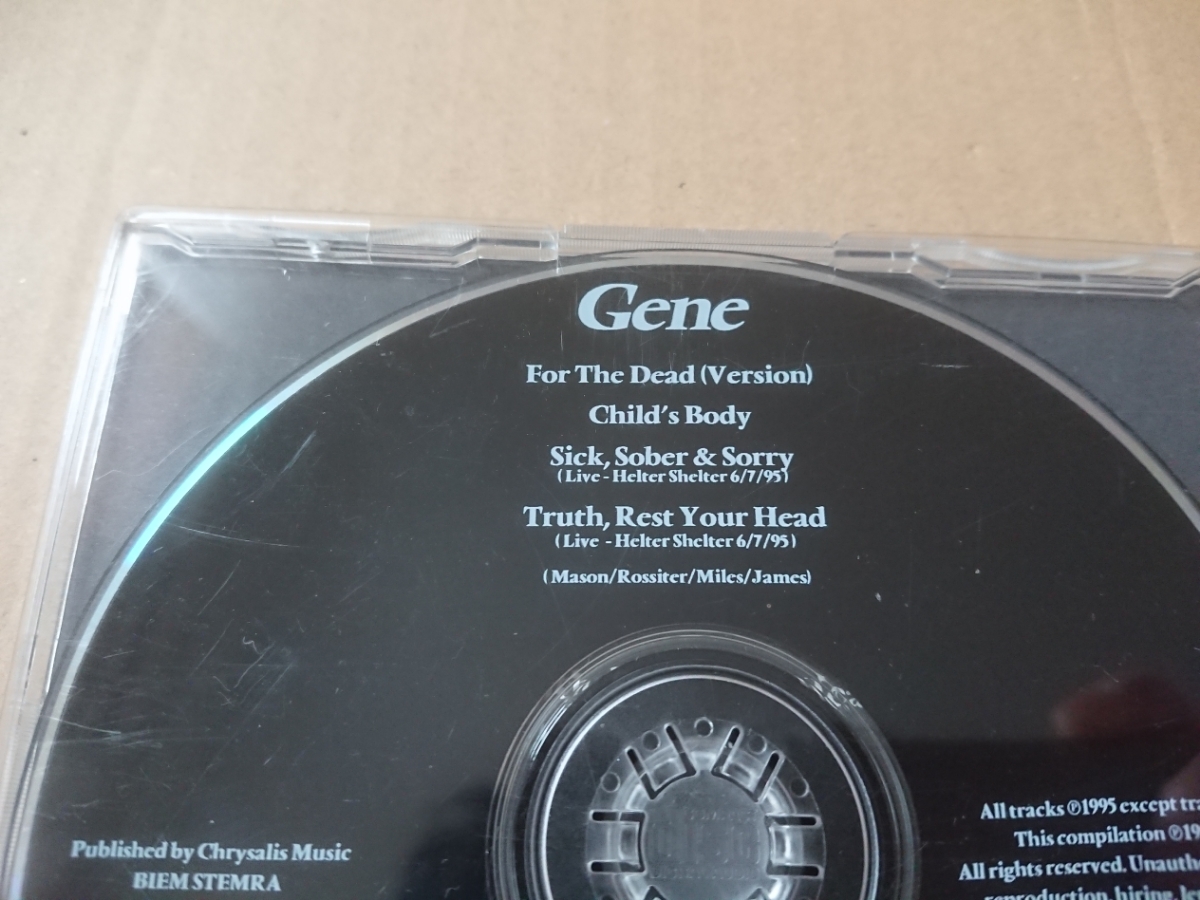 Gene
For The Dead (Version)
Child's Body
Sick, Sober & Sorry
(Live - Helter Shelter 6/7/95)
Truth, Rest Your Head
(Live - Helter Shelter 6/7/95)
(Mason/Rossiter/Miles/James)
Published by Chrysalis Music
BIEM STEMRA
All tracks ℗1995 except
This compilation
All rights reserved.
reproduction, hiring,